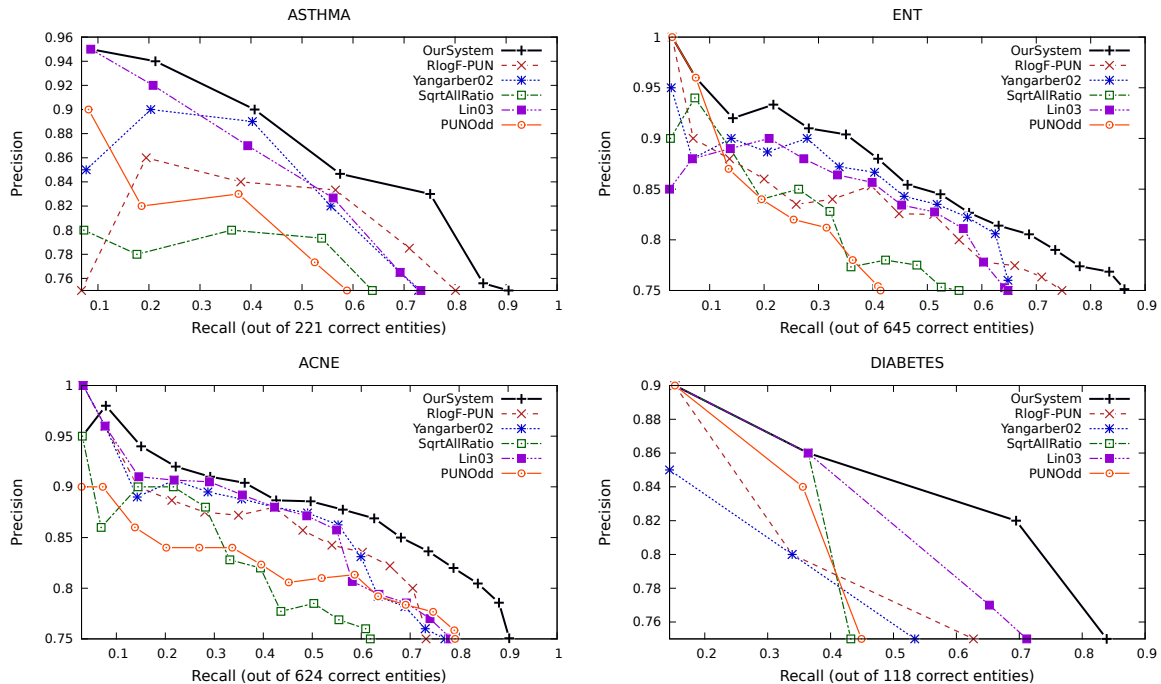 ASTHMA
0.96
0.94
0.92
0.9
0.88
0.86
0.84
0.82
0.8
0.78
0.76
Precision
OurSystem
RlogF-PUN
Yangarber02
SqrtAllRatio
Lin03
PUNOdd
0.1 0.2 0.3 0.4 0.5 0.6 0.7 0.8 0.9 1
Recall (out of 221 correct entities)
ENT
1
0.95
0.9
0.85
0.8
0.75
Precision
OurSystem
RlogF-PUN
Yangarber02
SqrtAllRatio
Lin03
PUNOdd
0.1 0.2 0.3 0.4 0.5 0.6 0.7 0.8 0.9
Recall (out of 645 correct entities)
ACNE
1
0.95
0.9
0.85
0.8
0.75
Precision
OurSystem
RlogF-PUN
Yangarber02
SqrtAllRatio
Lin03
PUNOdd
0.1 0.2 0.3 0.4 0.5 0.6 0.7 0.8 0.9 1
Recall (out of 624 correct entities)
DIABETES
0.9
0.88
0.86
0.84
0.82
0.8
0.78
0.76
Precision
OurSystem
RlogF-PUN
Yangarber02
SqrtAllRatio
Lin03
PUNOdd
0.2 0.3 0.4 0.5 0.6 0.7 0.8 0.9
Recall (out of 118 correct entities)